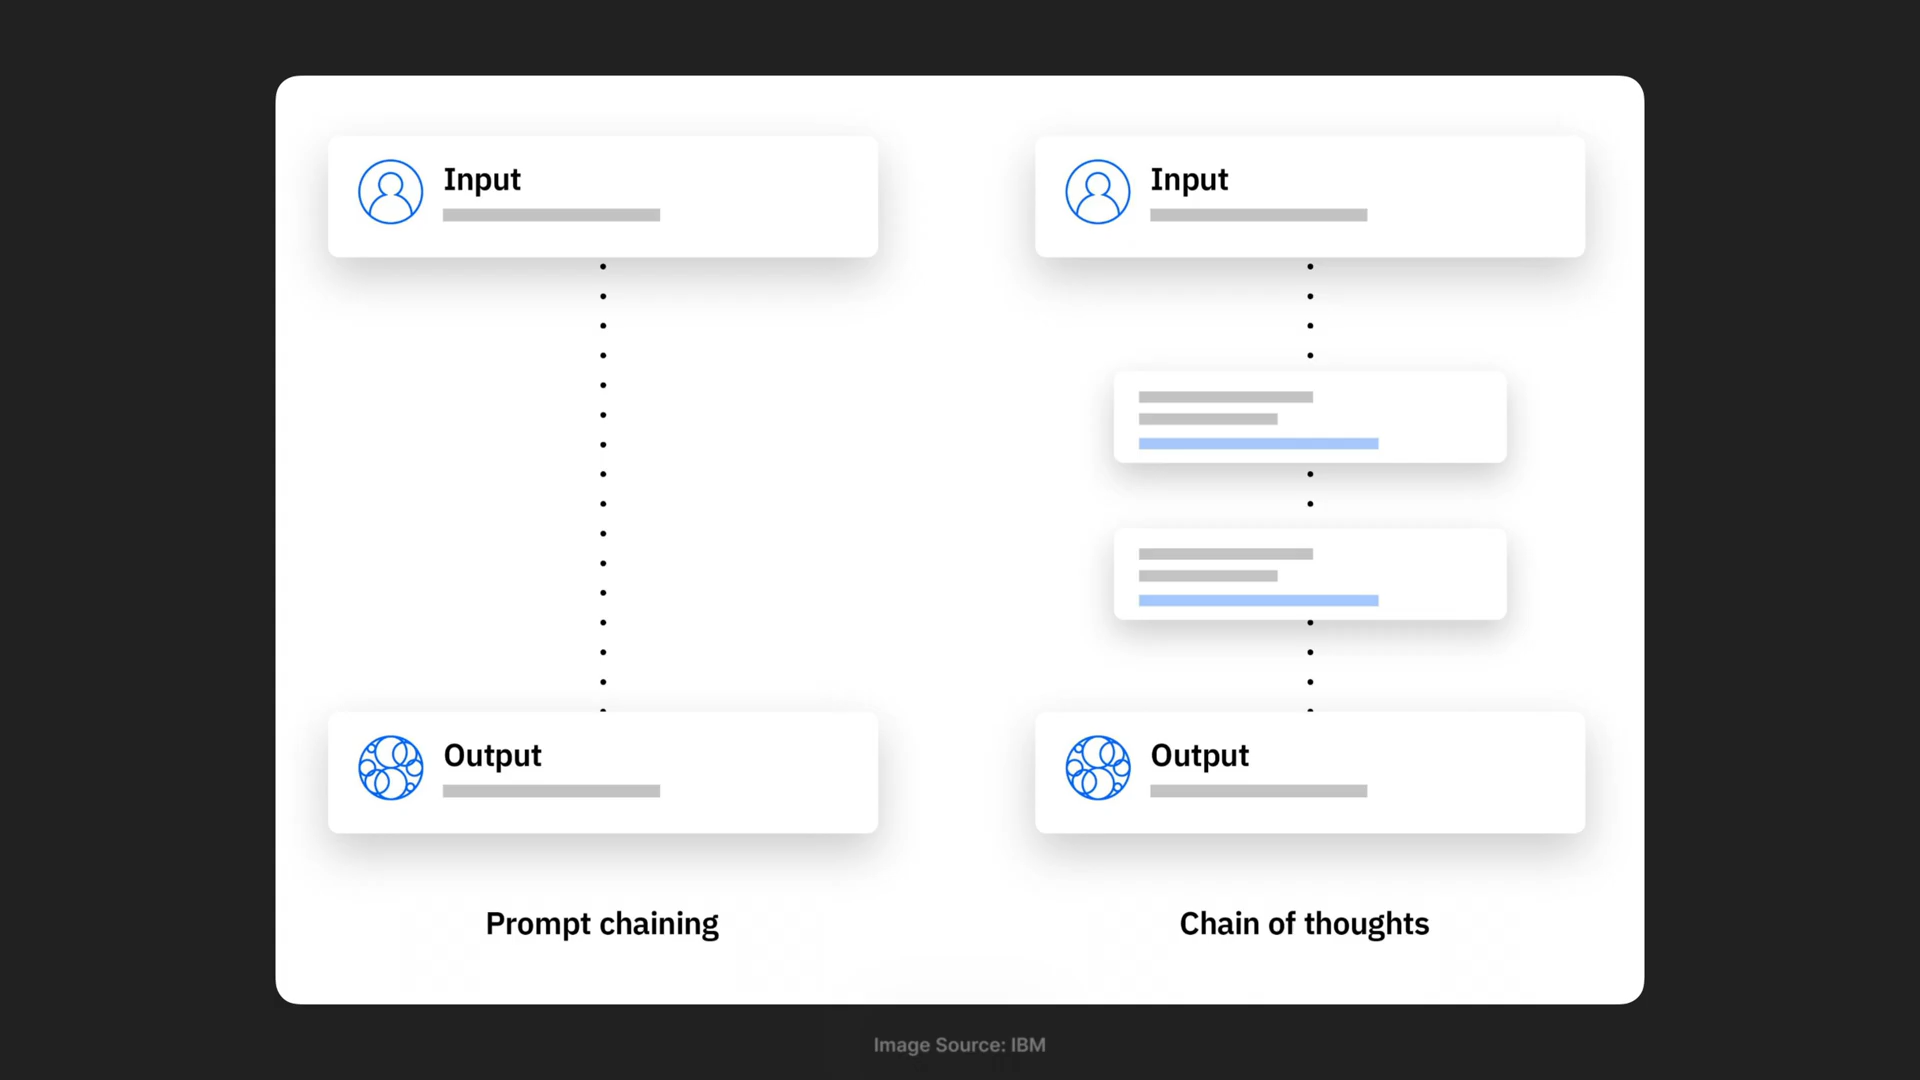 Input
Input
Output
Output
Prompt chaining
Chain of thoughts
Image Source: IBM